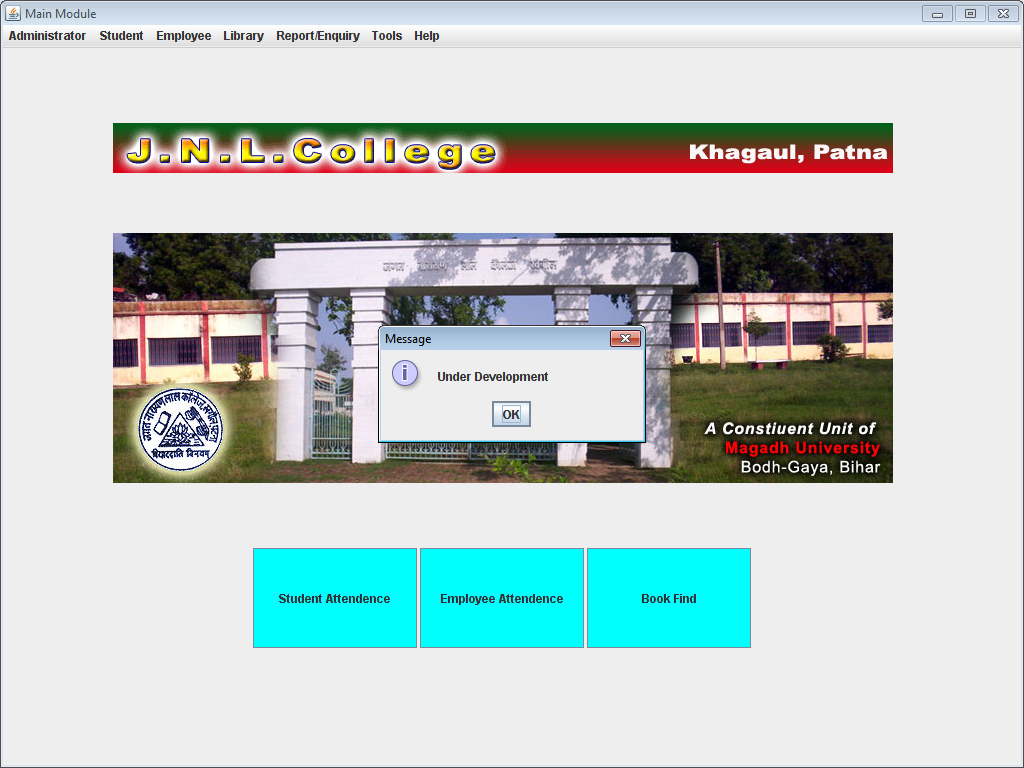 Main Module
Administrator Student Employee Library Report/Enquiry Tools Help
J.N.L.College
Khagaul, Patna
Message
Under Development
OK
A Constiuent Unit of
Magadh University
Bodh-Gaya, Bihar
Student Attendence
Employee Attendence
Book Find